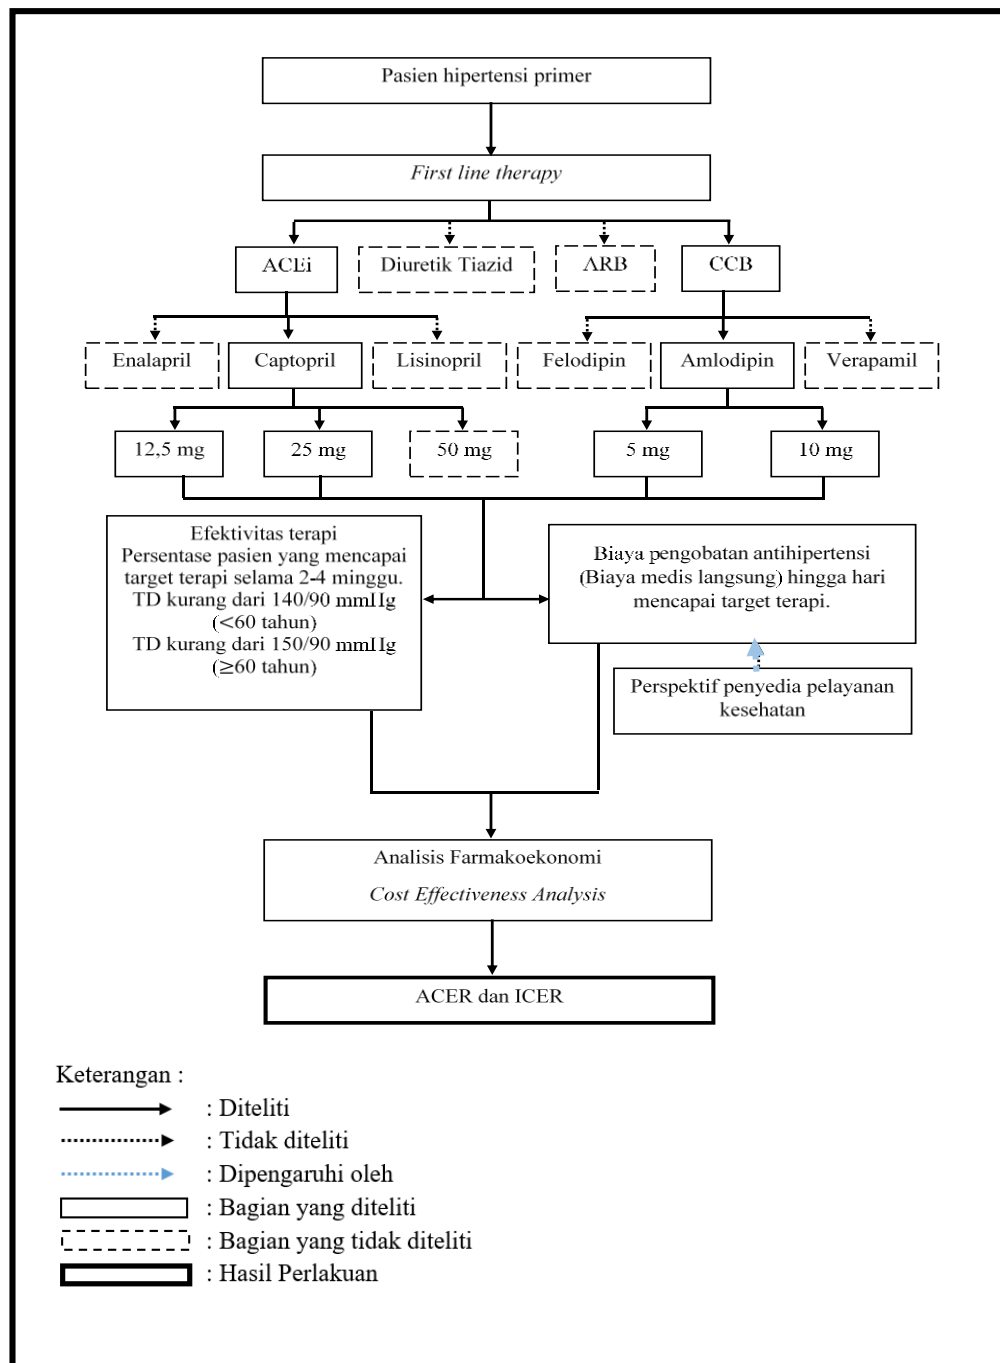 Pasien hipertensi primer
First line therapy
ACEi
Diuretik Tiazid
ARB
CCB
Enalapril
Captopril
Lisinopril
Felodipin
Amlodipin
Verapamil
12,5 mg
25 mg
50 mg
5 mg
10 mg
Efektivitas terapi
Persentase pasien yang mencapai
target terapi selama 2-4 minggu.
TD kurang dari 140/90 mmHg
(<60 tahun)
TD kurang dari 150/90 mmHg
(≥60 tahun)
Biaya pengobatan antihipertensi
(Biaya medis langsung) hingga hari
mencapai target terapi.
Perspektif penyedia pelayanan
kesehatan
Analisis Farmakoekonomi
Cost Effectiveness Analysis
ACER dan ICER
Keterangan :
: Diteliti
: Tidak diteliti
: Dipengaruhi oleh
: Bagian yang diteliti
: Bagian yang tidak diteliti
: Hasil Perlakuan